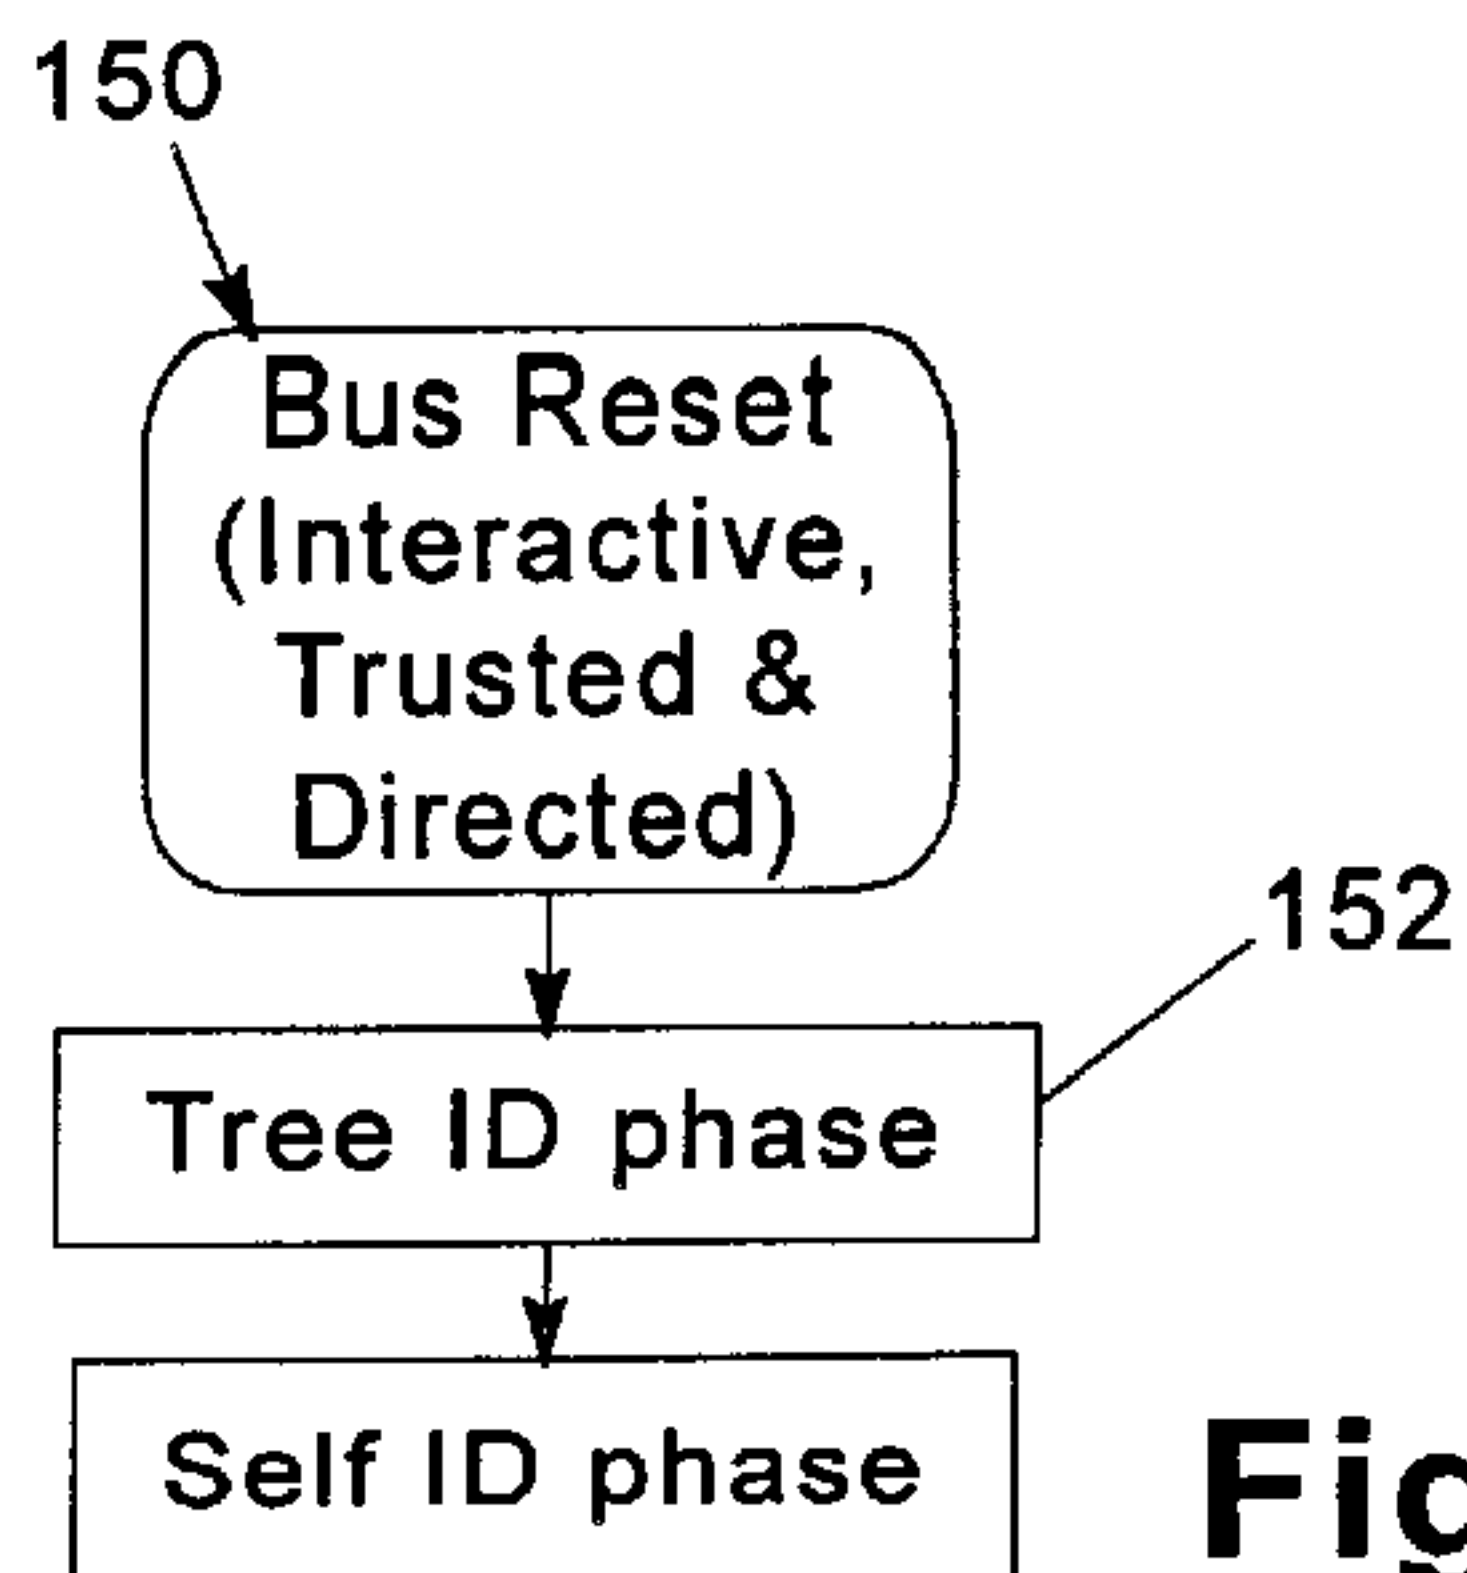 150
Bus Reset
(Interactive,
Trusted &
Directed)
152
Tree ID phase
Self ID phase